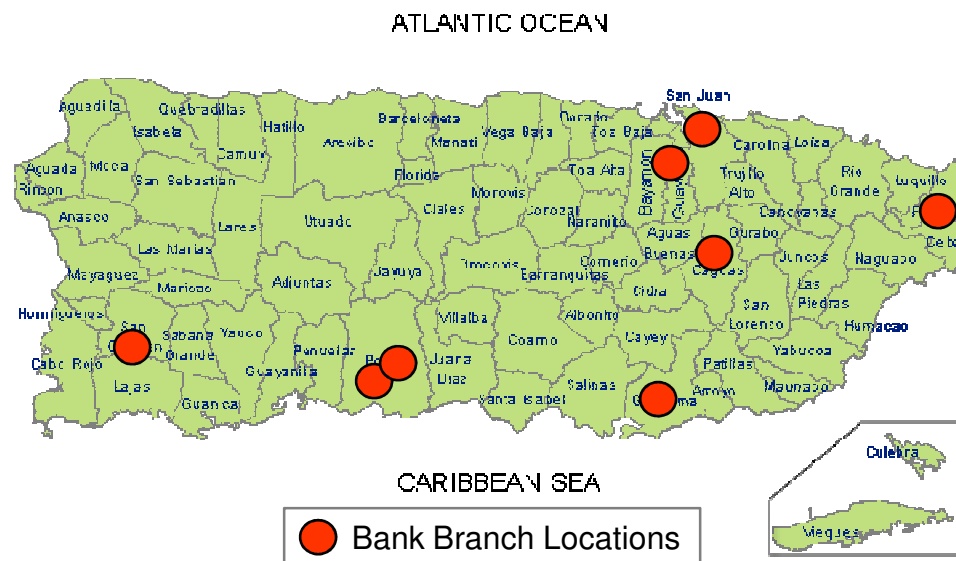 ATLANTIC OCEAN
San Juan
Aguadilla
Quebradillas
Isabela
Hatillo
Camuy
Arecibo
Barceloneta
Manati
Vega Baja
Dorado
Toa Baja
Carolina
Loiza
Aguada
Moca
Rincon
San Sebastian
Florida
Morovis
Toa Alta
Bayamon
Trujillo
Alto
Rio
Grande
Luquillo
Anasco
Lares
Utuado
Ciales
Corozal
Naranjito
Canovanas
Las Marias
Aguas
Buenas
Gurabo
Juncos
Naguabo
Mayaguez
Maricao
Adjuntas
Jayuya
Orocovis
Barranquitas
Comerio
Cidra
Caguas
Las
Piedras
Hormigueros
San
Sabana
Grande
Yauco
Villalba
Coamo
Aibonito
Cayey
San
Lorenzo
Humacao
Cabo Rojo
Lajas
Guanica
Guayanilla
Penuelas
Juana
Diaz
Santa Isabel
Salinas
Patillas
Arroyo
Yabucoa
Maunabo
CARIBBEAN SEA
Culebra
Vieques
Bank Branch Locations